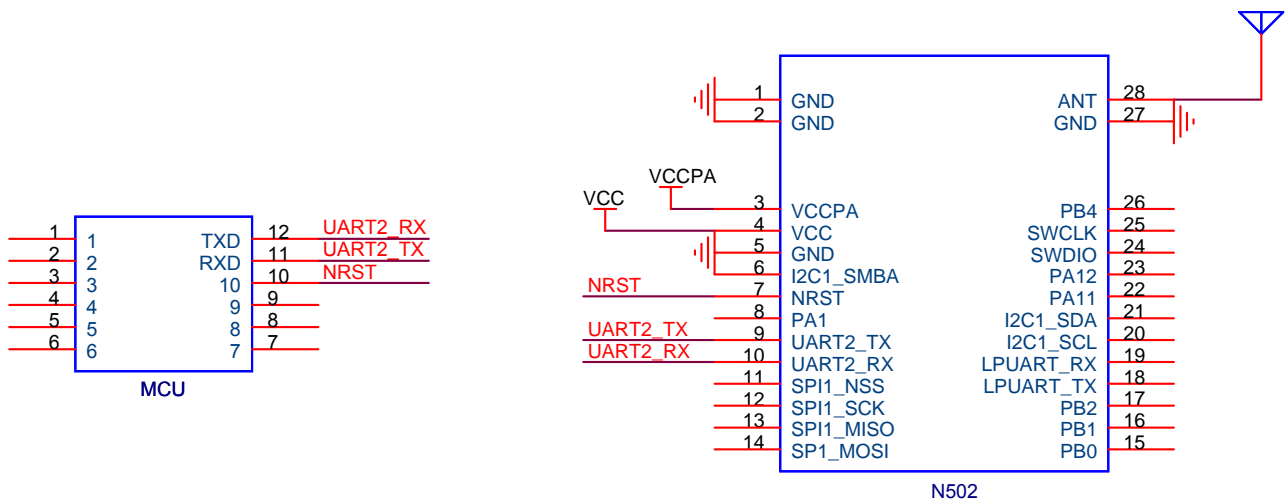 1 1 TXD 12 UART2_RX
2 2 RXD 11 UART2_TX
3 3 10 10 NRST
4 4 9 9
5 5 8 8
6 6 7 7
MCU
1 GND ANT 28
2 GND GND 27
VCCPA
VCC
3 VCCPA PB4 26
4 VCC SWCLK 25
5 GND SWDIO 24
6 I2C1_SMBA PA12 23
NRST 7 NRST PA11 22
8 PA1 I2C1_SDA 21
UART2_TX 9 UART2_TX I2C1_SCL 20
UART2_RX 10 UART2_RX LPUART_RX 19
11 SPI1_NSS LPUART_TX 18
12 SPI1_SCK PB2 17
13 SPI1_MISO PB1 16
14 SP1_MOSI PB0 15
N502